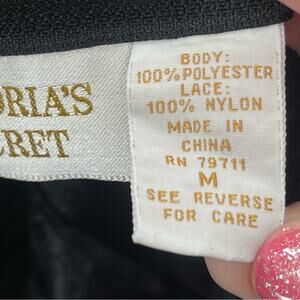 ORIA'S
CRET
BODY:
100% POLYESTER
LACE:
100% NYLON
MADE IN
CHINA
RN 79711
M
SEE REVERSE
FOR CARE